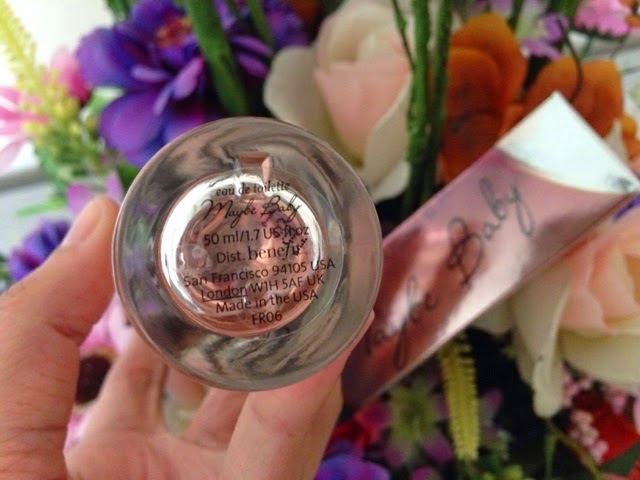 eau de toilette
Maybe Baby
50 ml/1.7 US fl oz
Dist. benefit
San Francisco 94105 USA
London W1H 5AF UK
Made in the USA
FR06
Maybe Baby